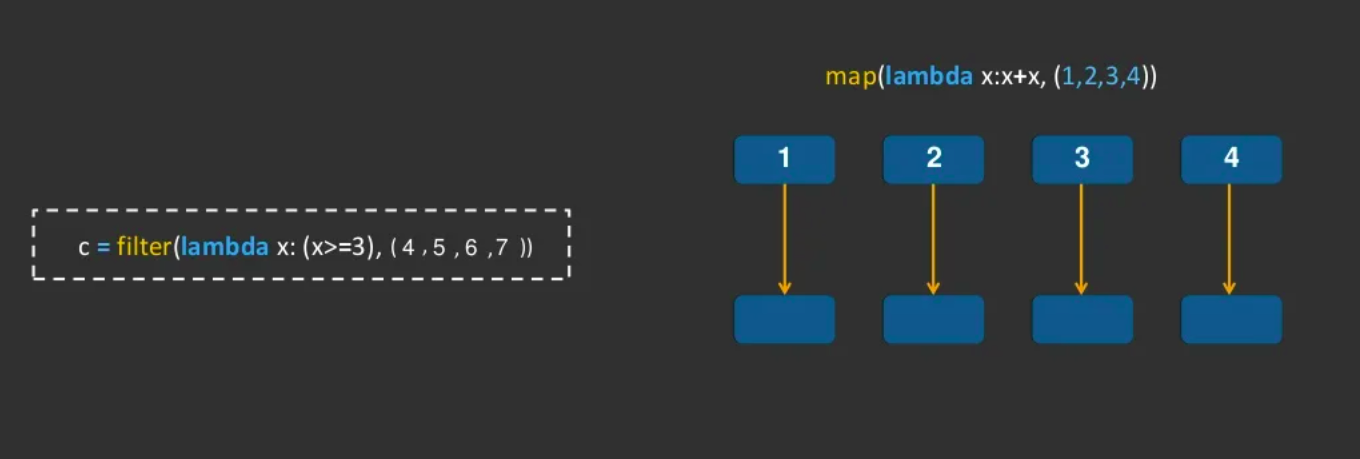 map(lambda x:x+x, (1,2,3,4))
1 2 3 4
c = filter(lambda x: (x>=3), (4,5,6,7))